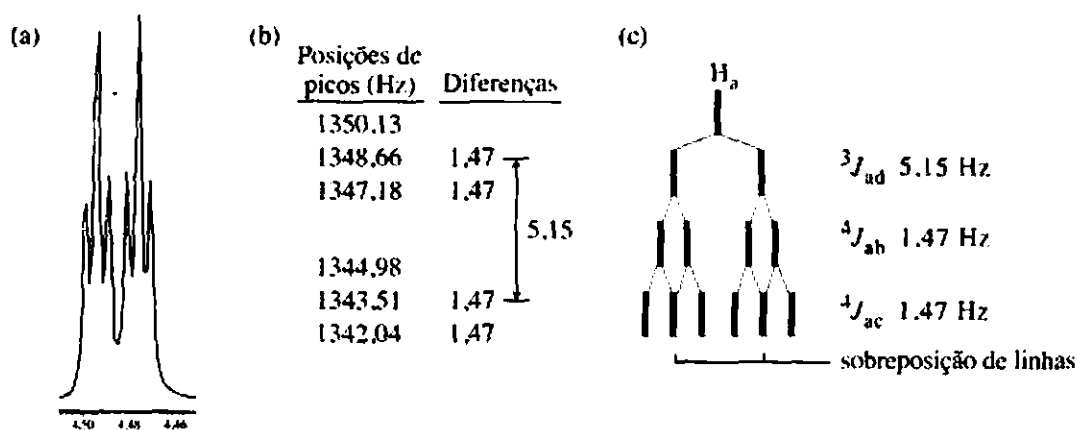 (a)
4.50 4.48 4.46
(b)
Posições de
picos (Hz) Diferenças
1350.13
1348.66 1.47
1347.18 1.47
5.15
1344.98
1343.51 1.47
1342.04 1.47
(c)
Ha
3Jad 5.15 Hz
4Jab 1.47 Hz
4Jac 1.47 Hz
sobreposição de linhas